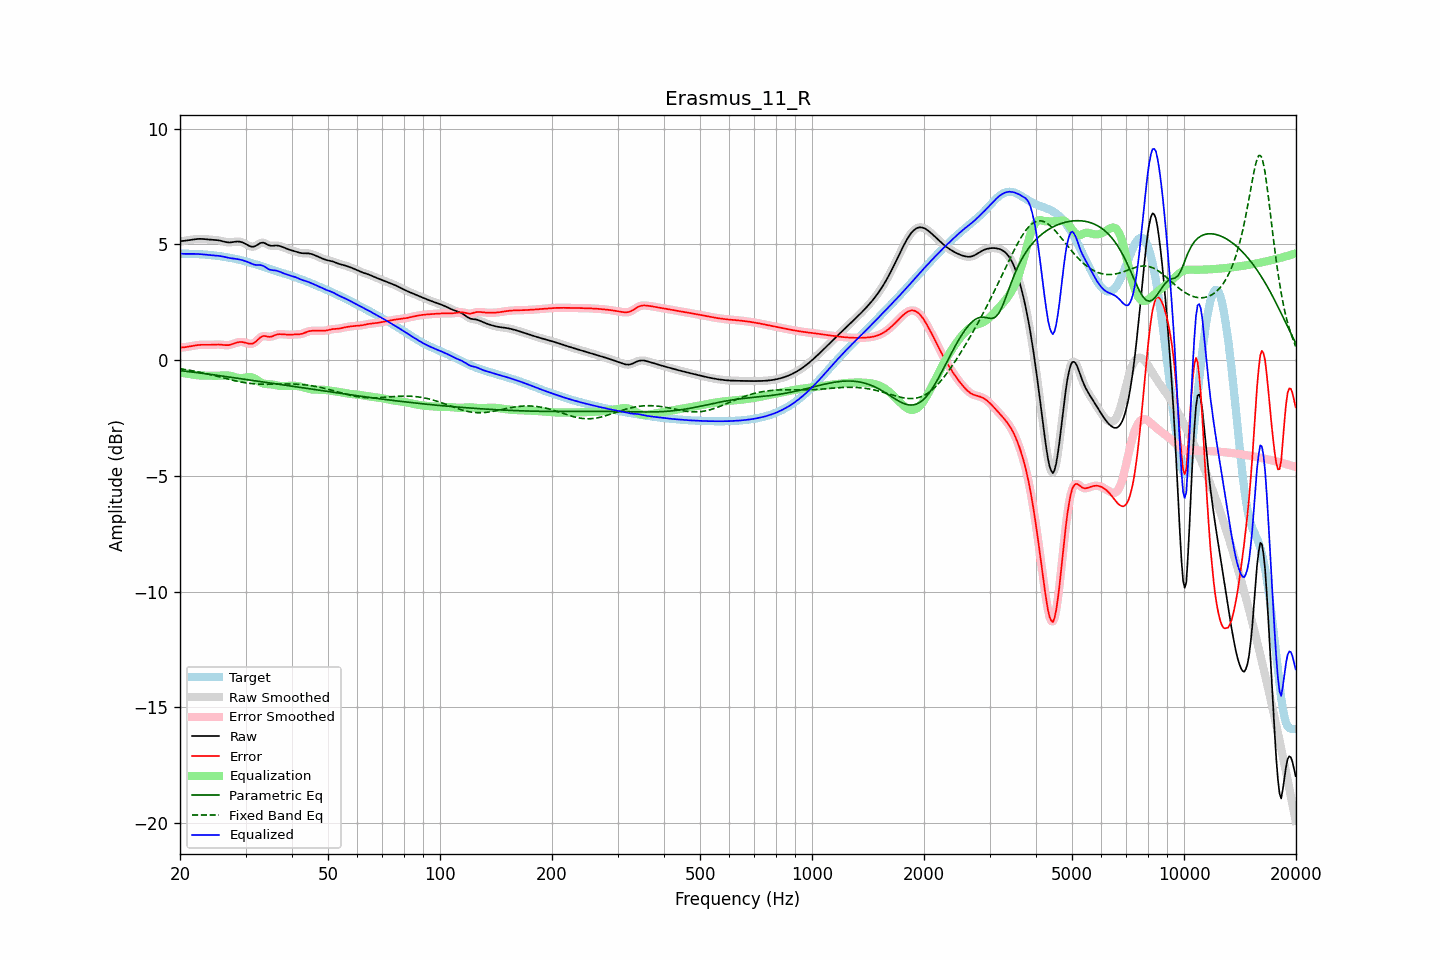 Erasmus_11_R
10
5
0
−5
−10
−15
−20
Amplitude (dBr)
Target
Raw Smoothed
Error Smoothed
Raw
Error
Equalization
Parametric Eq
Fixed Band Eq
Equalized
20 50 100 200 500 1000 2000 5000 10000 20000
Frequency (Hz)